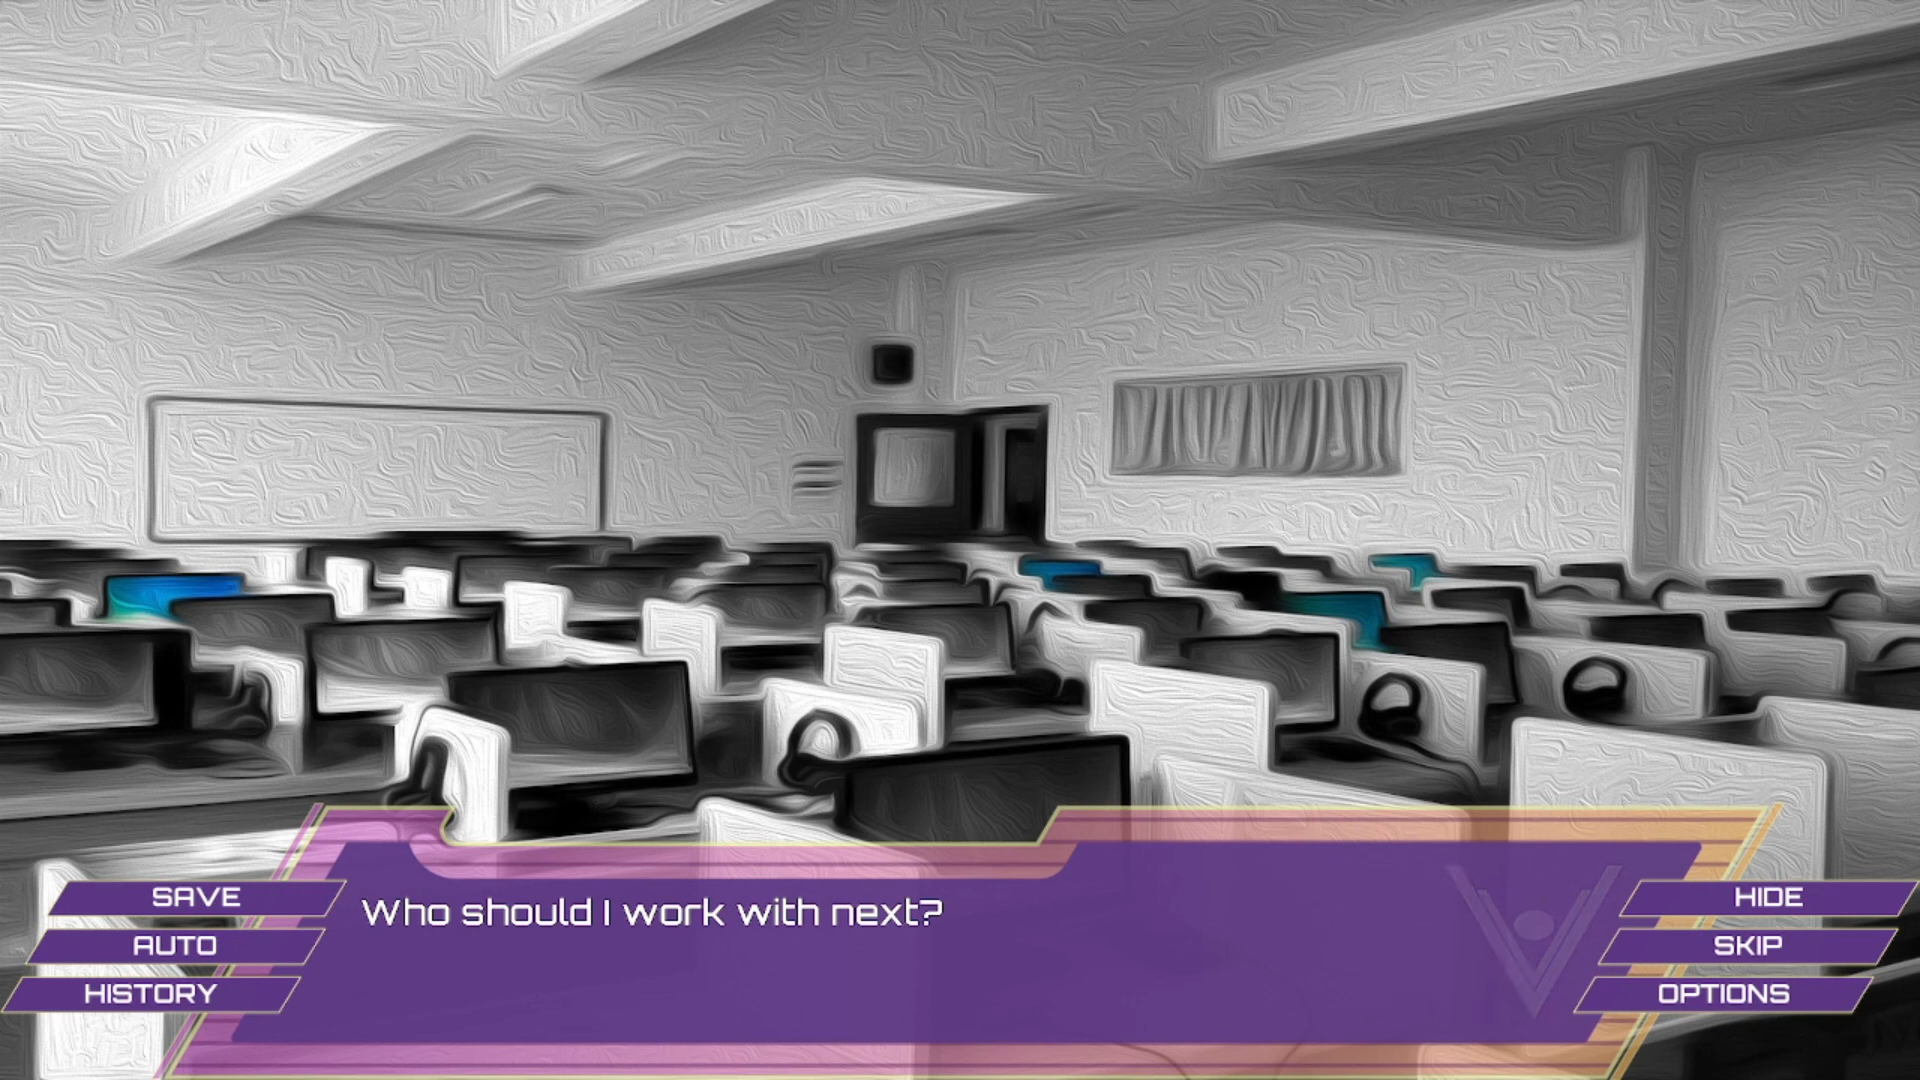 Who should I work with next?
SAVE
AUTO
HISTORY
HIDE
SKIP
OPTIONS